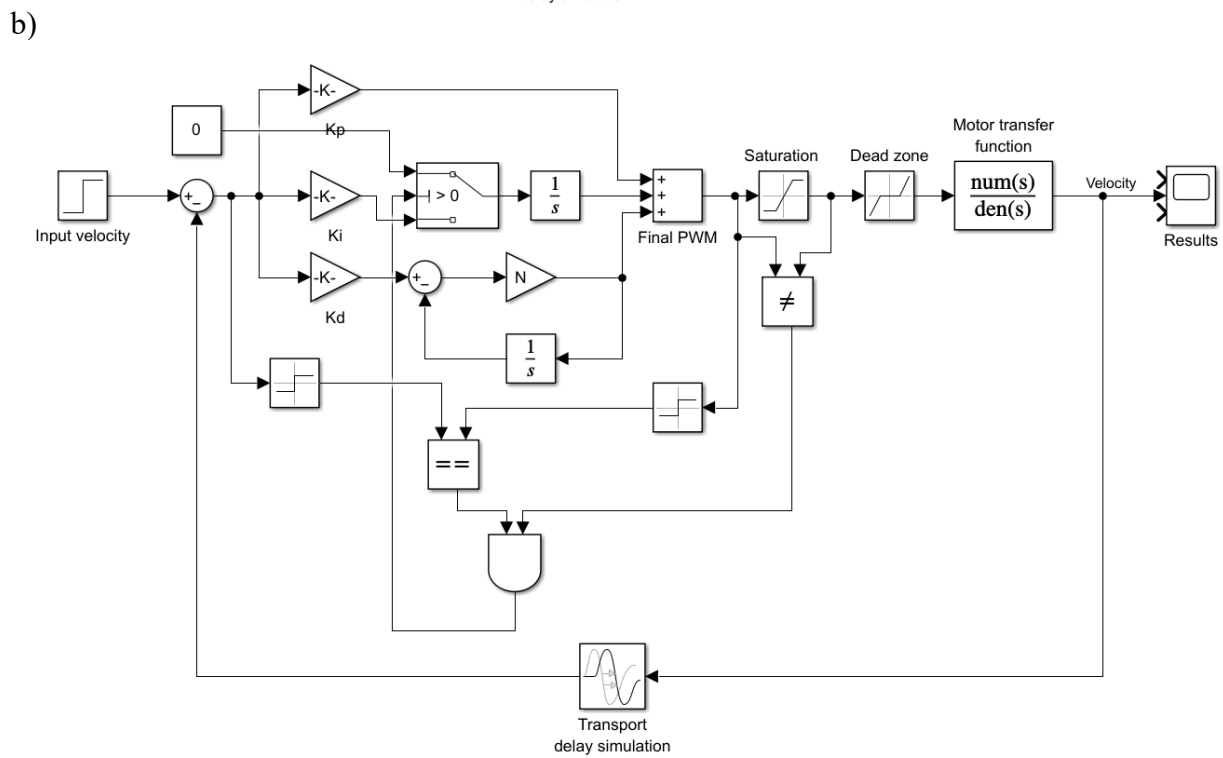 b)
-K-
Kp
0
Input velocity
+
−
-K-
Ki
> 0
1
s
+
+
+
Final PWM
Saturation
Dead zone
Motor transfer
function
num(s)
den(s)
Velocity
Results
-K-
Kd
+
−
N
1
s
≠
==
Transport
delay simulation